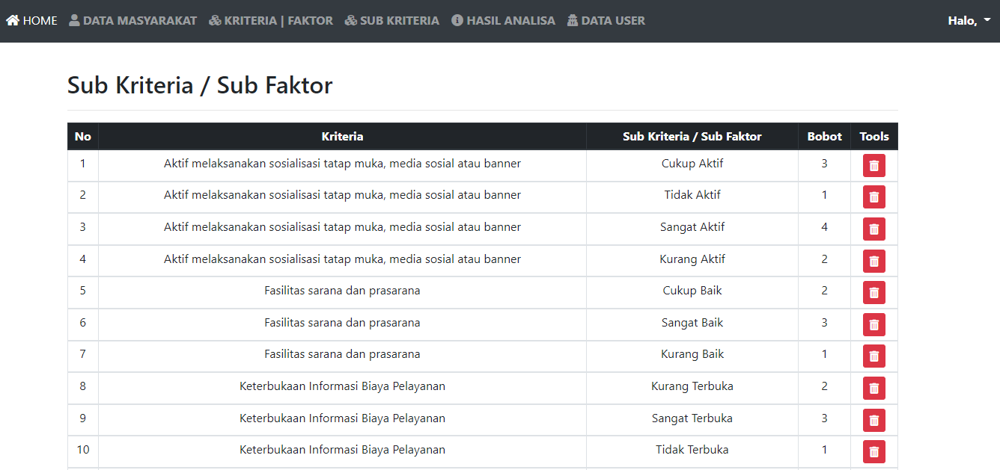 HOME DATA MASYARAKAT KRITERIA | FAKTOR SUB KRITERIA HASIL ANALISA DATA USER Halo,
Sub Kriteria / Sub Faktor
No Kriteria Sub Kriteria / Sub Faktor Bobot Tools
1 Aktif melaksanakan sosialisasi tatap muka, media sosial atau banner Cukup Aktif 3
2 Aktif melaksanakan sosialisasi tatap muka, media sosial atau banner Tidak Aktif 1
3 Aktif melaksanakan sosialisasi tatap muka, media sosial atau banner Sangat Aktif 4
4 Aktif melaksanakan sosialisasi tatap muka, media sosial atau banner Kurang Aktif 2
5 Fasilitas sarana dan prasarana Cukup Baik 2
6 Fasilitas sarana dan prasarana Sangat Baik 3
7 Fasilitas sarana dan prasarana Kurang Baik 1
8 Keterbukaan Informasi Biaya Pelayanan Kurang Terbuka 2
9 Keterbukaan Informasi Biaya Pelayanan Sangat Terbuka 3
10 Keterbukaan Informasi Biaya Pelayanan Tidak Terbuka 1